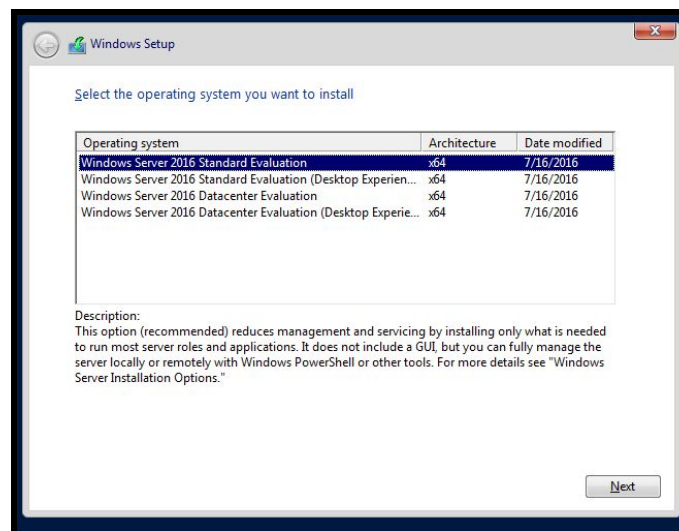 Windows Setup
Select the operating system you want to install
Operating system Architecture Date modified
Windows Server 2016 Standard Evaluation x64 7/16/2016
Windows Server 2016 Standard Evaluation (Desktop Experien... x64 7/16/2016
Windows Server 2016 Datacenter Evaluation x64 7/16/2016
Windows Server 2016 Datacenter Evaluation (Desktop Experie... x64 7/16/2016
Description:
This option (recommended) reduces management and servicing by installing only what is needed
to run most server roles and applications. It does not include a GUI, but you can fully manage the
server locally or remotely with Windows PowerShell or other tools. For more details see "Windows
Server Installation Options."
Next